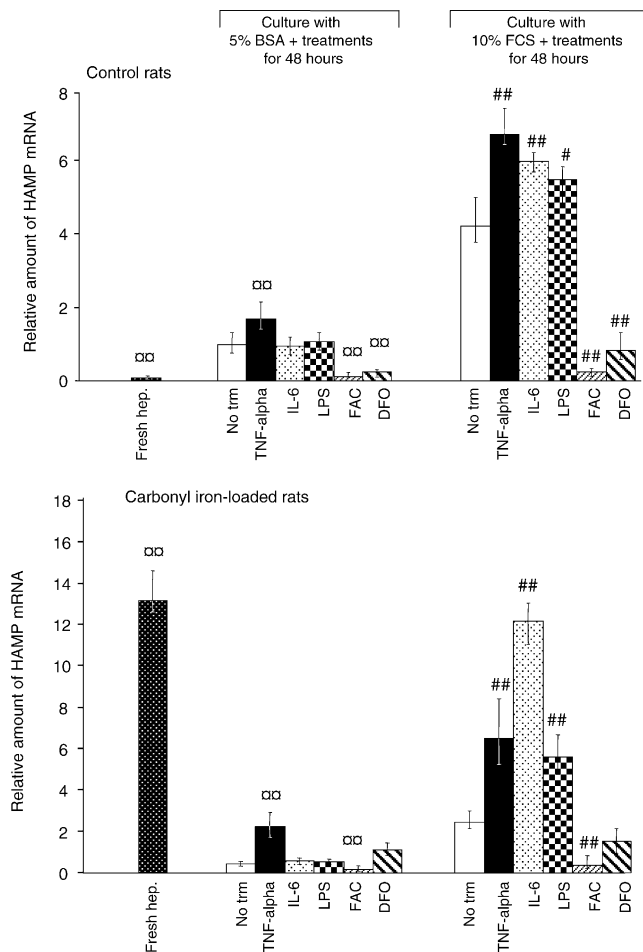 Culture with
5% BSA + treatments
for 48 hours
Culture with
10% FCS + treatments
for 48 hours
Control rats
Relative amount of HAMP mRNA
8
6
4
2
0
¤¤
¤¤
¤¤
¤¤
##
##
#
##
##
Fresh hep.
No trm
TNF-alpha
IL-6
LPS
FAC
DFO
No trm
TNF-alpha
IL-6
LPS
FAC
DFO
Carbonyl iron-loaded rats
Relative amount of HAMP mRNA
18
16
14
12
10
8
6
4
2
0
¤¤
¤¤
¤¤
##
##
##
##
Fresh hep.
No trm
TNF-alpha
IL-6
LPS
FAC
DFO
No trm
TNF-alpha
IL-6
LPS
FAC
DFO